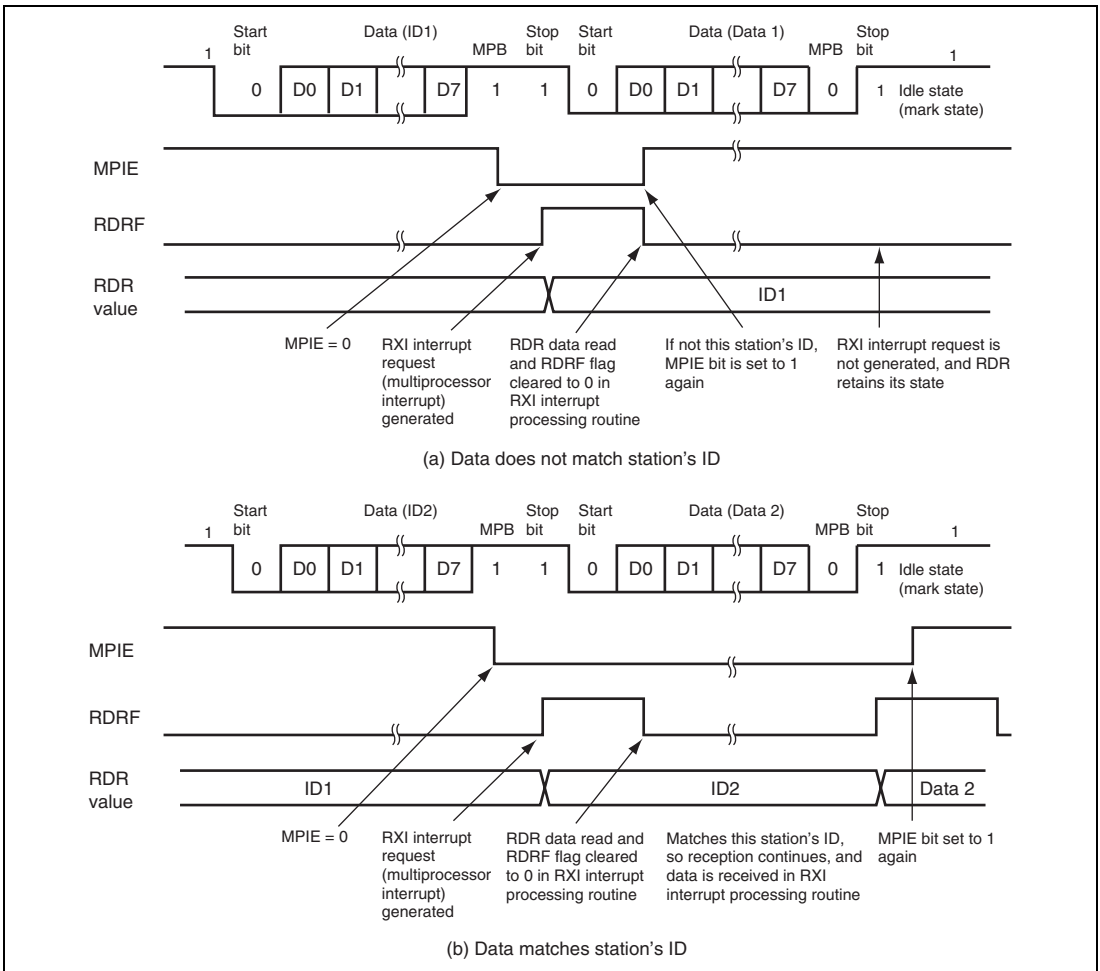 Start bit Data (ID1) MPB Stop bit Start bit Data (Data 1) MPB Stop bit
1 1
0 D0 D1 D7 1 1 0 D0 D1 D7 0 1 Idle state (mark state)
MPIE
RDRF
RDR value
ID1
MPIE = 0
RXI interrupt
request
(multiprocessor
interrupt)
generated
RDR data read
and RDRF flag
cleared to 0 in
RXI interrupt
processing routine
If not this station's ID,
MPIE bit is set to 1
again
RXI interrupt request is
not generated, and RDR
retains its state
(a) Data does not match station's ID
Start bit Data (ID2) MPB Stop bit Start bit Data (Data 2) MPB Stop bit
1 1
0 D0 D1 D7 1 1 0 D0 D1 D7 0 1 Idle state (mark state)
MPIE
RDRF
RDR value
ID1 ID2 Data 2
MPIE = 0
RXI interrupt
request
(multiprocessor
interrupt)
generated
RDR data read and
RDRF flag cleared
to 0 in RXI interrupt
processing routine
Matches this station's ID,
so reception continues, and
data is received in RXI
interrupt processing routine
MPIE bit set to 1
again
(b) Data matches station's ID